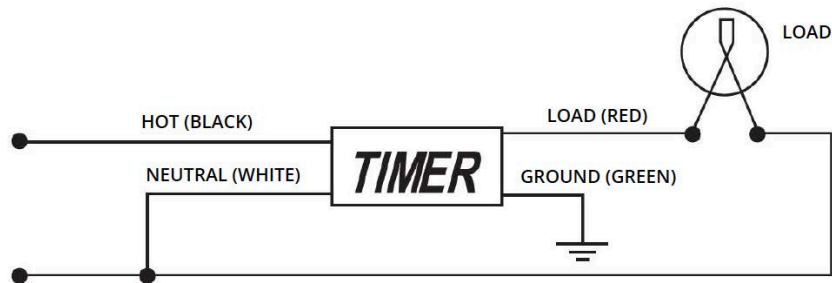 LOAD
HOT (BLACK)
LOAD (RED)
TIMER
NEUTRAL (WHITE)
GROUND (GREEN)